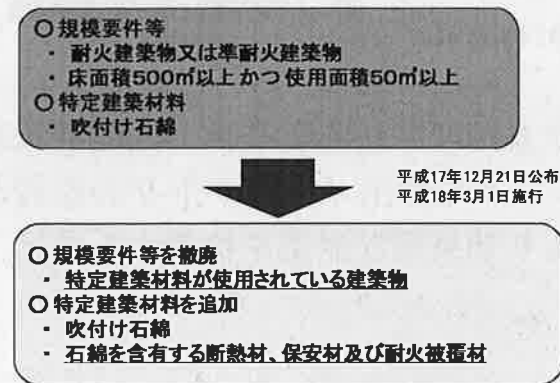 ○ 規模要件等
・ 耐火建築物又は準耐火建築物
・ 床面積500㎡以上 かつ 使用面積50㎡以上
○ 特定建築材料
・ 吹付け石綿
平成17年12月21日公布
平成18年3月1日施行
○ 規模要件等を撤廃
・ 特定建築材料が使用されている建築物
○ 特定建築材料を追加
・ 吹付け石綿
・ 石綿を含有する断熱材、保安材及び耐火被覆材